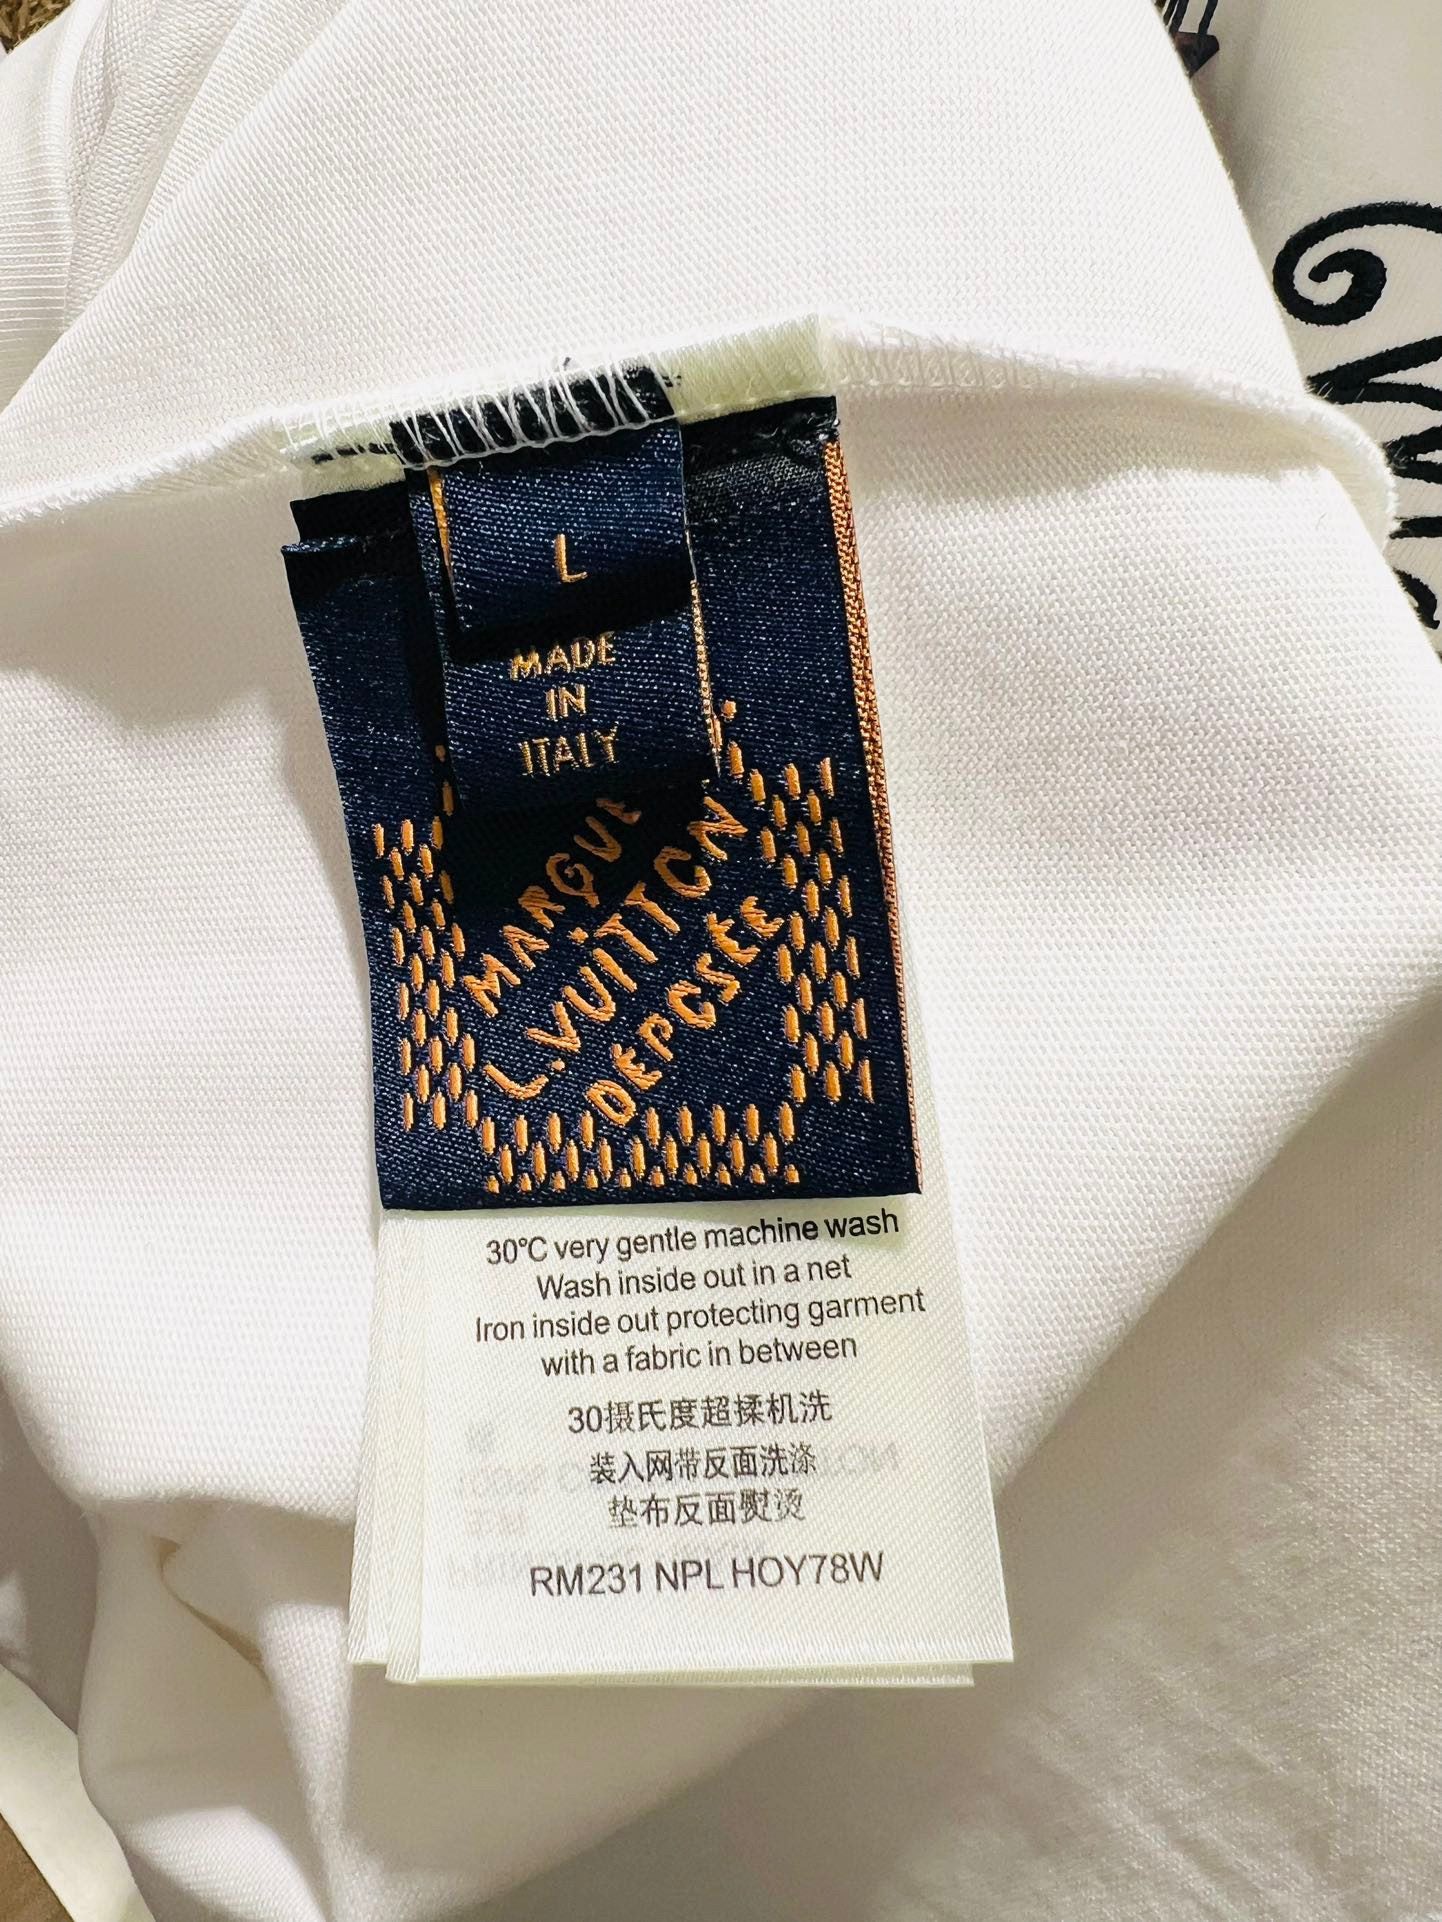 L
MADE
IN
ITALY
MARQUE
L.VUITTON
DÉPOSÉE
30°C very gentle machine wash
Wash inside out in a net
Iron inside out protecting garment
with a fabric in between
30摄氏度超揉机洗
装入网带反面洗涤
垫布反面熨烫
RM231 NPL HOY78W